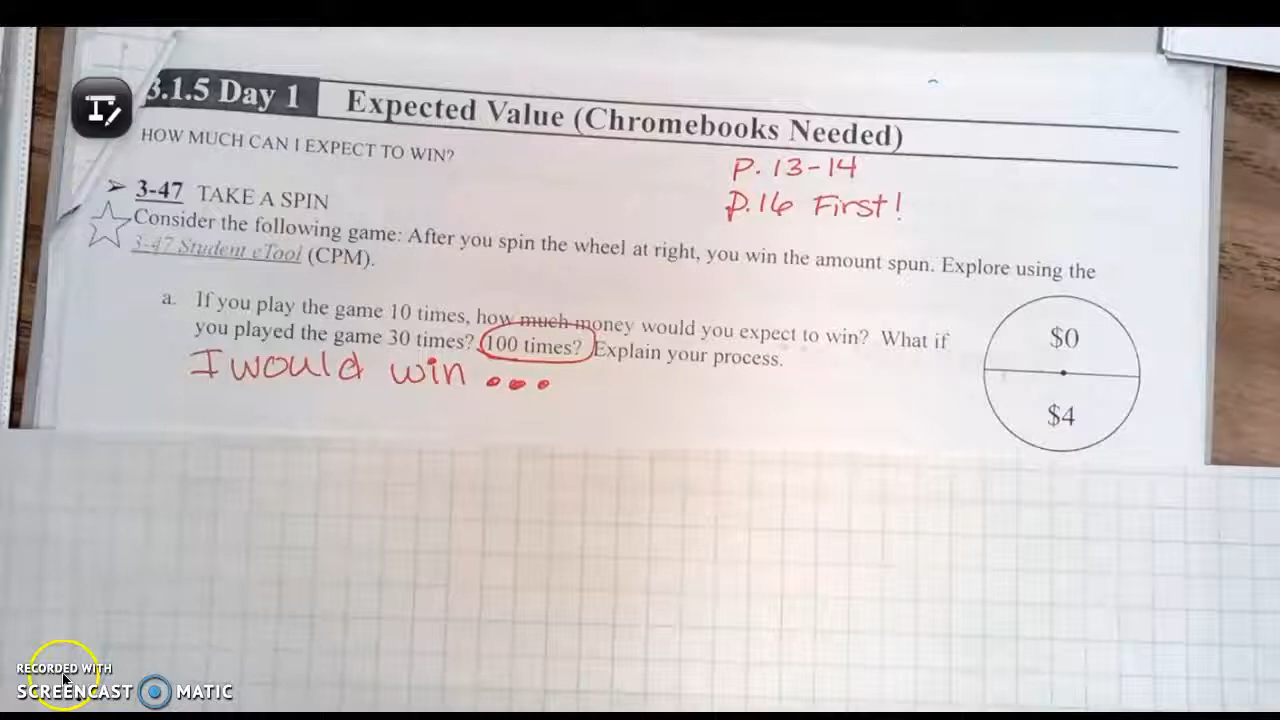 3.1.5 Day 1
Expected Value (Chromebooks Needed)
HOW MUCH CAN I EXPECT TO WIN?
p. 13-14
p. 16 First!
➢ 3-47 TAKE A SPIN
Consider the following game: After you spin the wheel at right, you win the amount spun. Explore using the
3-47 Student eTool (CPM).
a. If you play the game 10 times, how much money would you expect to win? What if
you played the game 30 times? 100 times? Explain your process.
I would win ...
$0
$4
RECORDED WITH
SCREENCAST MATIC